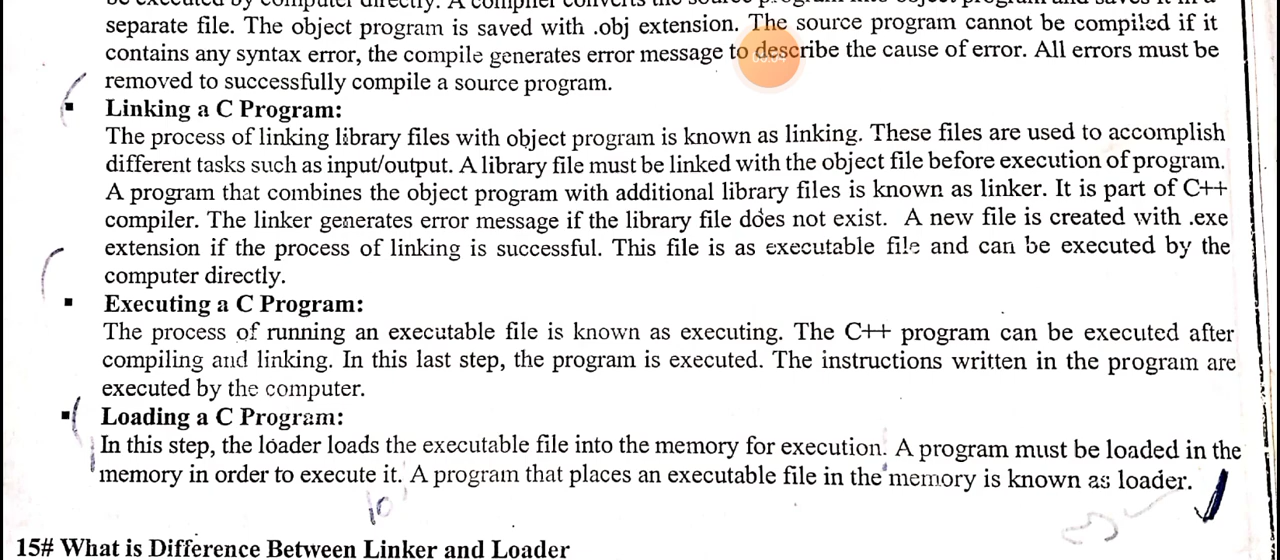 separate file. The object program is saved with .obj extension. The source program cannot be compiled if it
contains any syntax error, the compile generates error message to describe the cause of error. All errors must be
removed to successfully compile a source program.
▪ Linking a C Program:
The process of linking library files with object program is known as linking. These files are used to accomplish
different tasks such as input/output. A library file must be linked with the object file before execution of program.
A program that combines the object program with additional library files is known as linker. It is part of C++
compiler. The linker generates error message if the library file does not exist. A new file is created with .exe
extension if the process of linking is successful. This file is as executable file and can be executed by the
computer directly.
▪ Executing a C Program:
The process of running an executable file is known as executing. The C++ program can be executed after
compiling and linking. In this last step, the program is executed. The instructions written in the program are
executed by the computer.
▪ Loading a C Program:
In this step, the loader loads the executable file into the memory for execution. A program must be loaded in the
memory in order to execute it. A program that places an executable file in the memory is known as loader.
15# What is Difference Between Linker and Loader